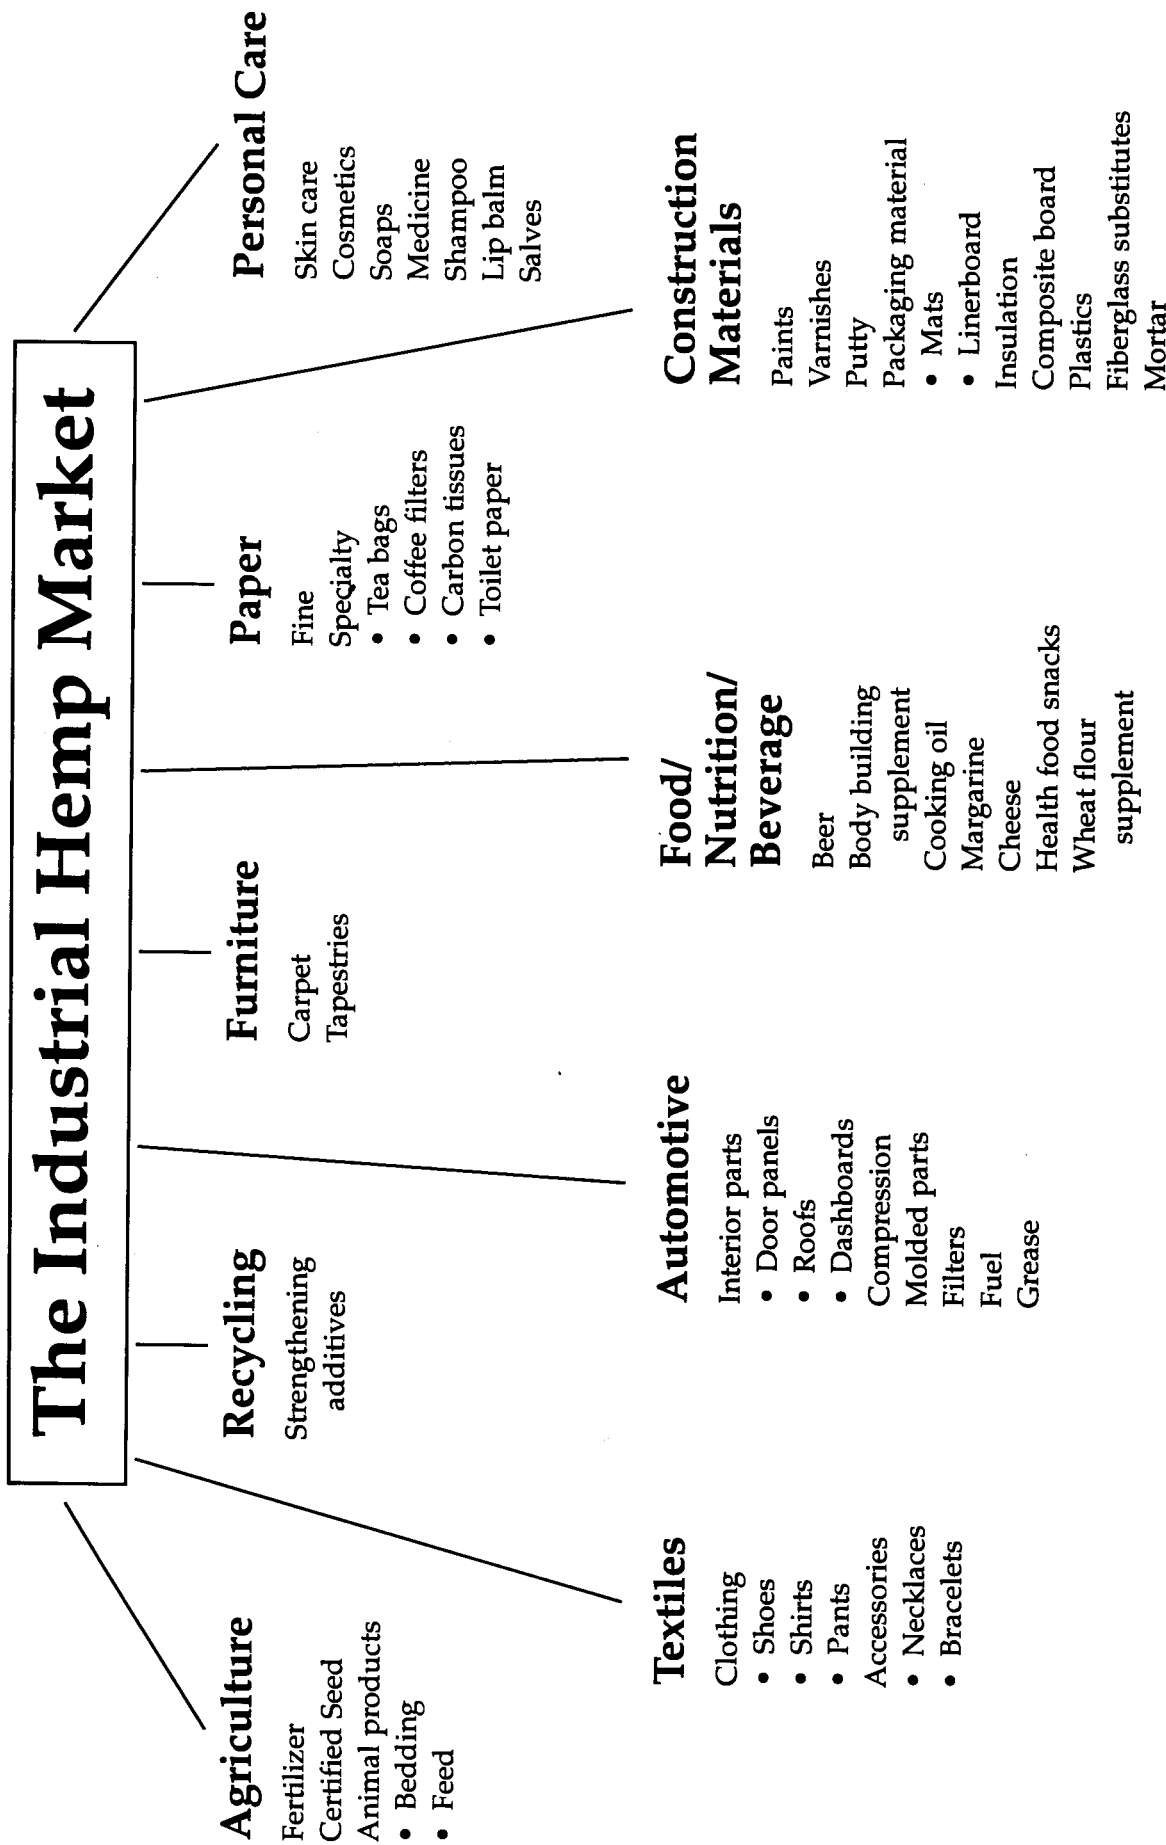 The Industrial Hemp Market
Agriculture
Fertilizer
Certified Seed
Animal products
• Bedding
• Feed
Recycling
Strengthening
additives
Furniture
Carpet
Tapestries
Paper
Fine
Specialty
• Tea bags
• Coffee filters
• Carbon tissues
• Toilet paper
Personal Care
Skin care
Cosmetics
Soaps
Medicine
Shampoo
Lip balm
Salves
Textiles
Clothing
• Shoes
• Shirts
• Pants
Accessories
• Necklaces
• Bracelets
Automotive
Interior parts
• Door panels
• Roofs
• Dashboards
Compression
Molded parts
Filters
Fuel
Grease
Food/
Nutrition/
Beverage
Beer
Body building
supplement
Cooking oil
Margarine
Cheese
Health food snacks
Wheat flour
supplement
Construction
Materials
Paints
Varnishes
Putty
Packaging material
• Mats
• Linerboard
Insulation
Composite board
Plastics
Fiberglass substitutes
Mortar